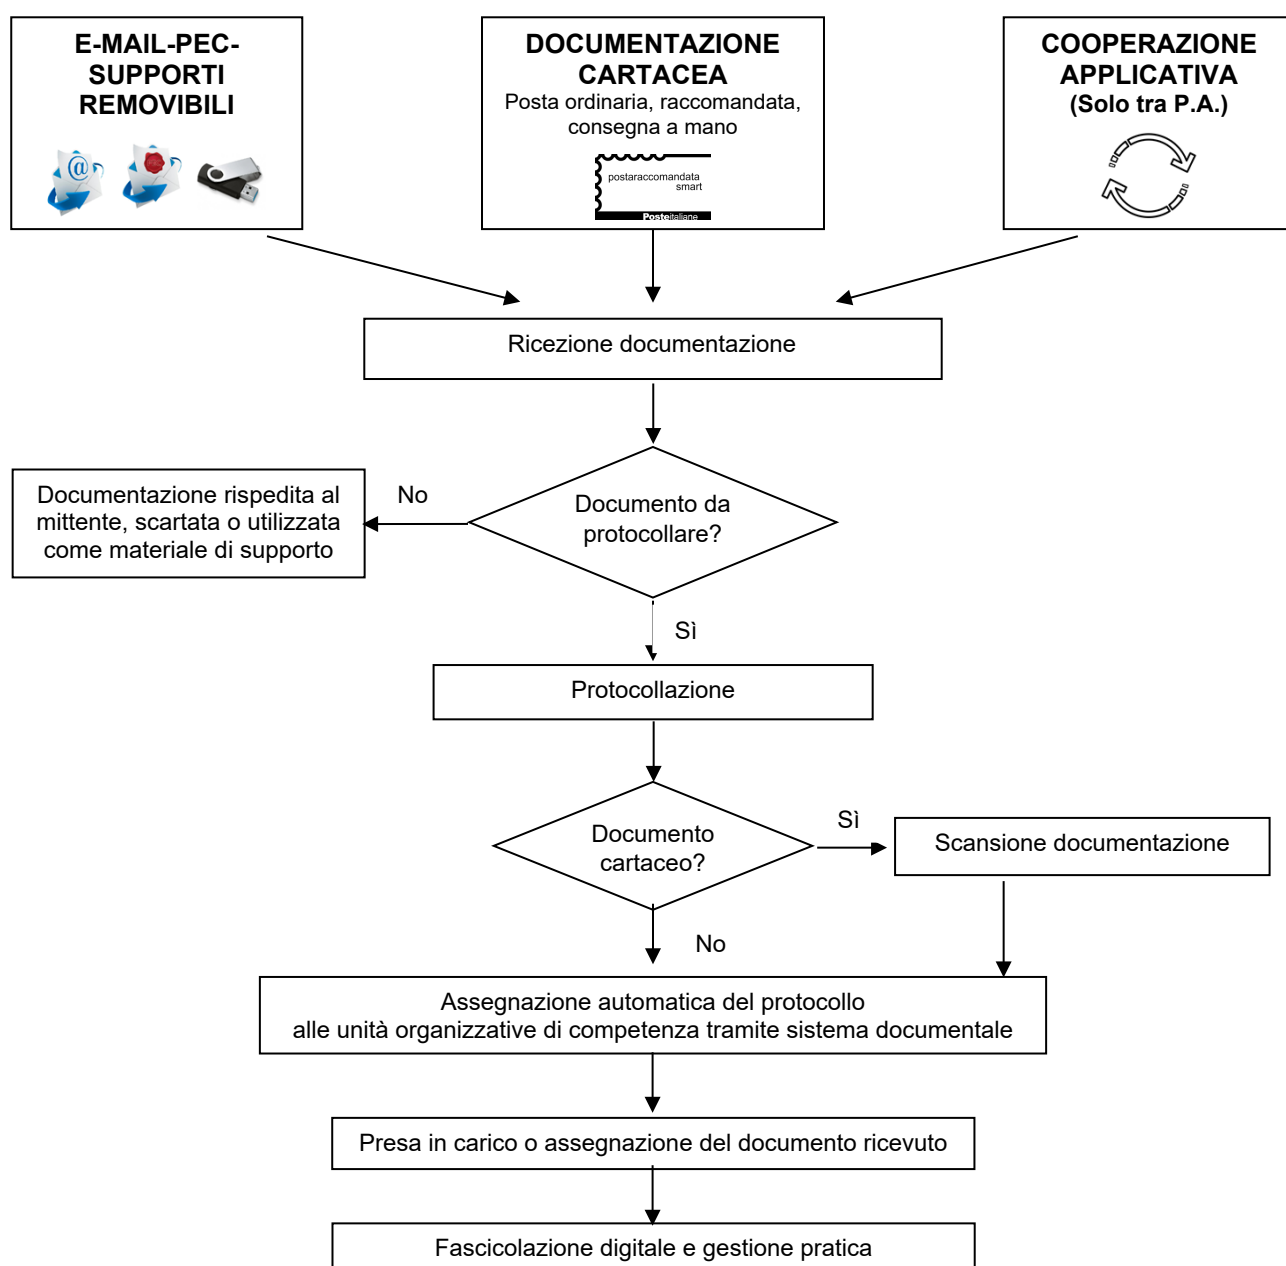 E-MAIL-PEC-
SUPPORTI
REMOVIBILI
@
DOCUMENTAZIONE
CARTACEA
Posta ordinaria, raccomandata,
consegna a mano
postaraccomandata
smart
Posteitaliane
COOPERAZIONE
APPLICATIVA
(Solo tra P.A.)
Ricezione documentazione
Documento da
protocollare?
No
Documentazione rispedita al
mittente, scartata o utilizzata
come materiale di supporto
Sì
Protocollazione
Documento
cartaceo?
Sì
Scansione documentazione
No
Assegnazione automatica del protocollo
alle unità organizzative di competenza tramite sistema documentale
Presa in carico o assegnazione del documento ricevuto
Fascicolazione digitale e gestione pratica